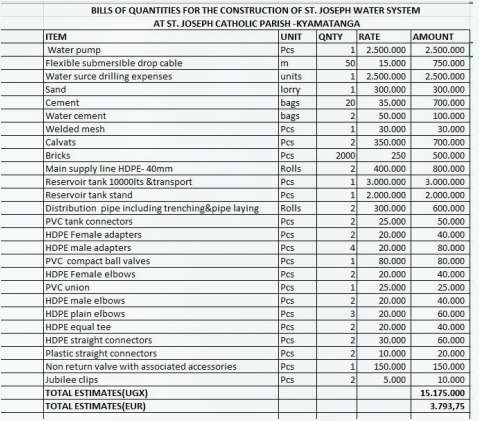 BILLS OF QUANTITIES FOR THE CONSTRUCTION OF ST. JOSEPH WATER SYSTEM
AT ST. JOSEPH CATHOLIC PARISH -KYAMATANGA
ITEM UNIT QNTY RATE AMOUNT
Water pump Pcs 1 2.500.000 2.500.000
Flexible submersible drop cable m 50 15.000 750.000
Water surce drilling expenses units 1 2.500.000 2.500.000
Sand lorry 1 300.000 300.000
Cement bags 20 35.000 700.000
Water cement bags 2 50.000 100.000
Welded mesh Pcs 1 30.000 30.000
Calvats Pcs 2 350.000 700.000
Bricks Pcs 2000 250 500.000
Main supply line HDPE- 40mm Rolls 2 400.000 800.000
Reservoir tank 10000lts &transport Pcs 1 3.000.000 3.000.000
Reservoir tank stand Pcs 1 2.000.000 2.000.000
Distribution pipe including trenching&pipe laying Rolls 2 300.000 600.000
PVC tank connectors Pcs 2 25.000 50.000
HDPE Female adapters Pcs 2 20.000 40.000
HDPE male adapters Pcs 4 20.000 80.000
PVC compact ball valves Pcs 1 80.000 80.000
HDPE Female elbows Pcs 2 20.000 40.000
PVC union Pcs 1 25.000 25.000
HDPE male elbows Pcs 2 20.000 40.000
HDPE plain elbows Pcs 3 20.000 60.000
HDPE equal tee Pcs 2 20.000 40.000
HDPE straight connectors Pcs 2 30.000 60.000
Plastic straight connectors Pcs 2 10.000 20.000
Non return valve with associated accessories Pcs 1 150.000 150.000
Jubilee clips Pcs 2 5.000 10.000
TOTAL ESTIMATES(UGX) 15.175.000
TOTAL ESTIMATES(EUR) 3.793,75